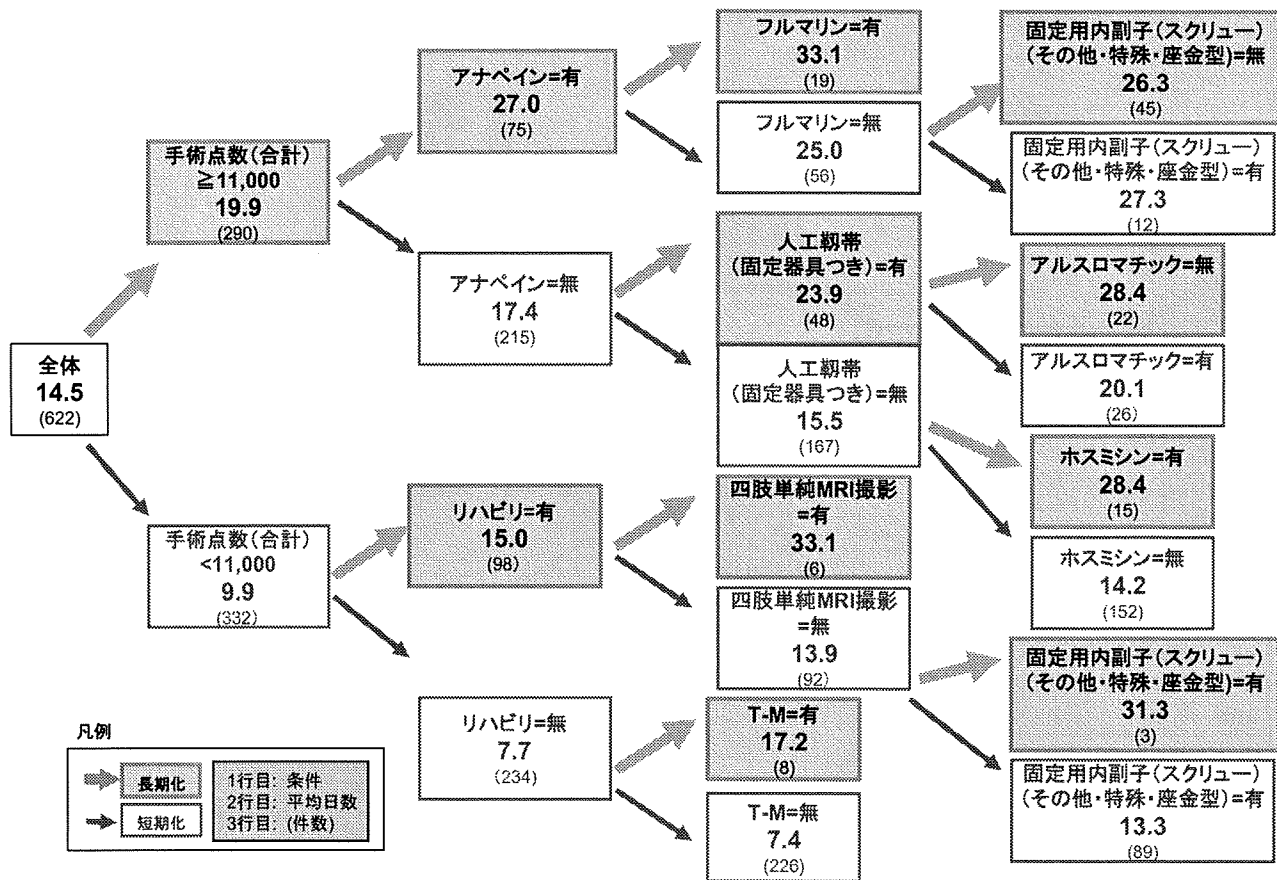 全体
14.5
(622)
手術点数(合計)
≧11,000
19.9
(290)
手術点数(合計)
<11,000
9.9
(332)
アナペイン=有
27.0
(75)
アナペイン=無
17.4
(215)
リハビリ=有
15.0
(98)
リハビリ=無
7.7
(234)
フルマリン=有
33.1
(19)
フルマリン=無
25.0
(56)
人工靱帯
(固定器具つき)=有
23.9
(48)
人工靱帯
(固定器具つき)=無
15.5
(167)
四肢単純MRI撮影
=有
33.1
(6)
四肢単純MRI撮影
=無
13.9
(92)
T-M=有
17.2
(8)
T-M=無
7.4
(226)
固定用内副子(スクリュー)
(その他・特殊・座金型)=無
26.3
(45)
固定用内副子(スクリュー)
(その他・特殊・座金型)=有
27.3
(12)
アルスロマチック=無
28.4
(22)
アルスロマチック=有
20.1
(26)
ホスミシン=有
28.4
(15)
ホスミシン=無
14.2
(152)
固定用内副子(スクリュー)
(その他・特殊・座金型)=有
31.3
(3)
固定用内副子(スクリュー)
(その他・特殊・座金型)=有
13.3
(89)
凡例
長期化
短期化
1行目: 条件
2行目: 平均日数
3行目: (件数)